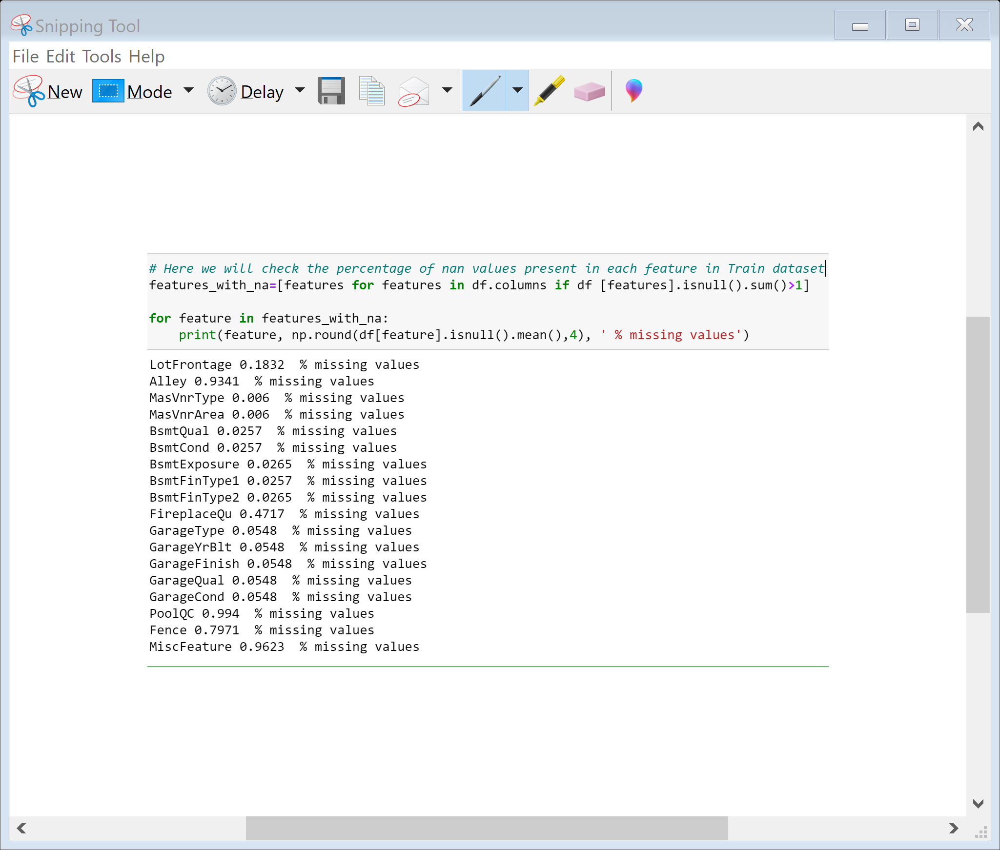 Snipping Tool
File Edit Tools Help
New Mode Delay
# Here we will check the percentage of nan values present in each feature in Train dataset
features_with_na=[features for features in df.columns if df [features].isnull().sum()>1]
for feature in features_with_na:
    print(feature, np.round(df[feature].isnull().mean(),4), ' % missing values')
LotFrontage 0.1832  % missing values
Alley 0.9341  % missing values
MasVnrType 0.006  % missing values
MasVnrArea 0.006  % missing values
BsmtQual 0.0257  % missing values
BsmtCond 0.0257  % missing values
BsmtExposure 0.0265  % missing values
BsmtFinType1 0.0257  % missing values
BsmtFinType2 0.0265  % missing values
FireplaceQu 0.4717  % missing values
GarageType 0.0548  % missing values
GarageYrBlt 0.0548  % missing values
GarageFinish 0.0548  % missing values
GarageQual 0.0548  % missing values
GarageCond 0.0548  % missing values
PoolQC 0.994  % missing values
Fence 0.7971  % missing values
MiscFeature 0.9623  % missing values